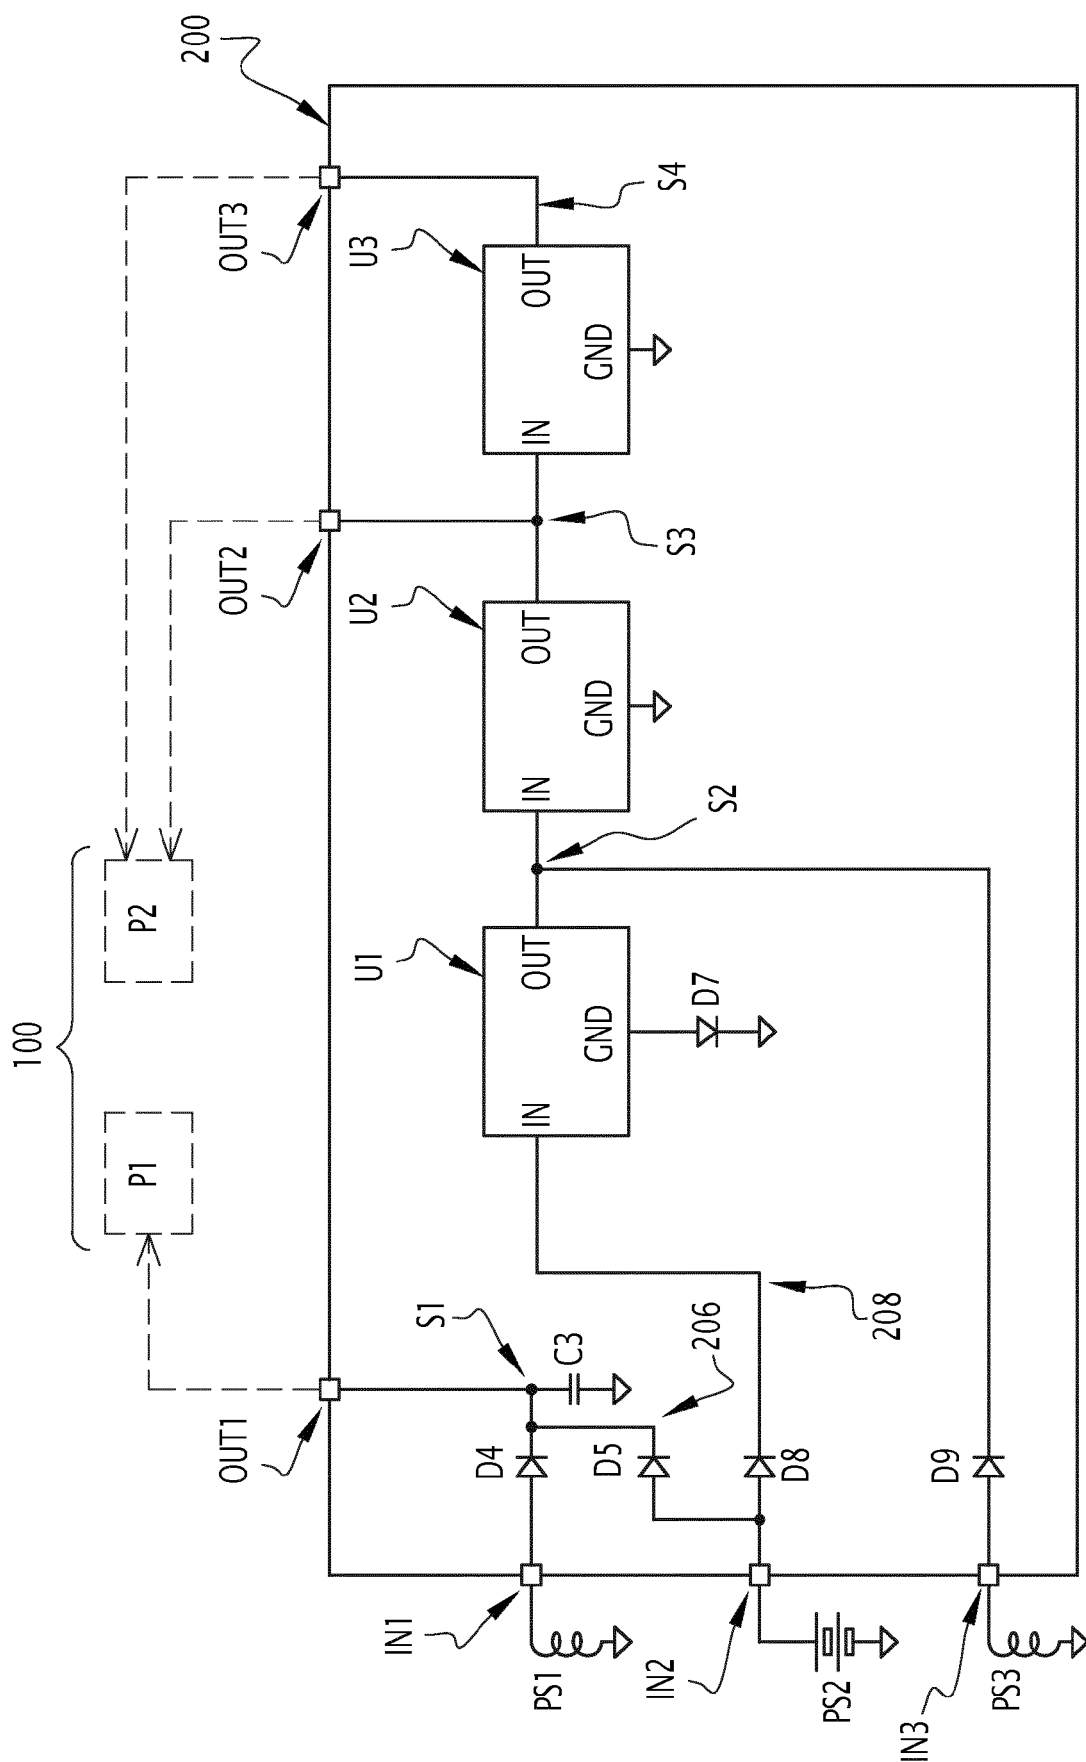 100
P1
P2
200
OUT1
OUT2
OUT3
U1
U2
U3
IN
OUT
GND
IN
OUT
GND
IN
OUT
GND
S1
S2
S3
S4
C3
D4
D5
D7
D8
D9
206
208
IN1
IN2
IN3
PS1
PS2
PS3